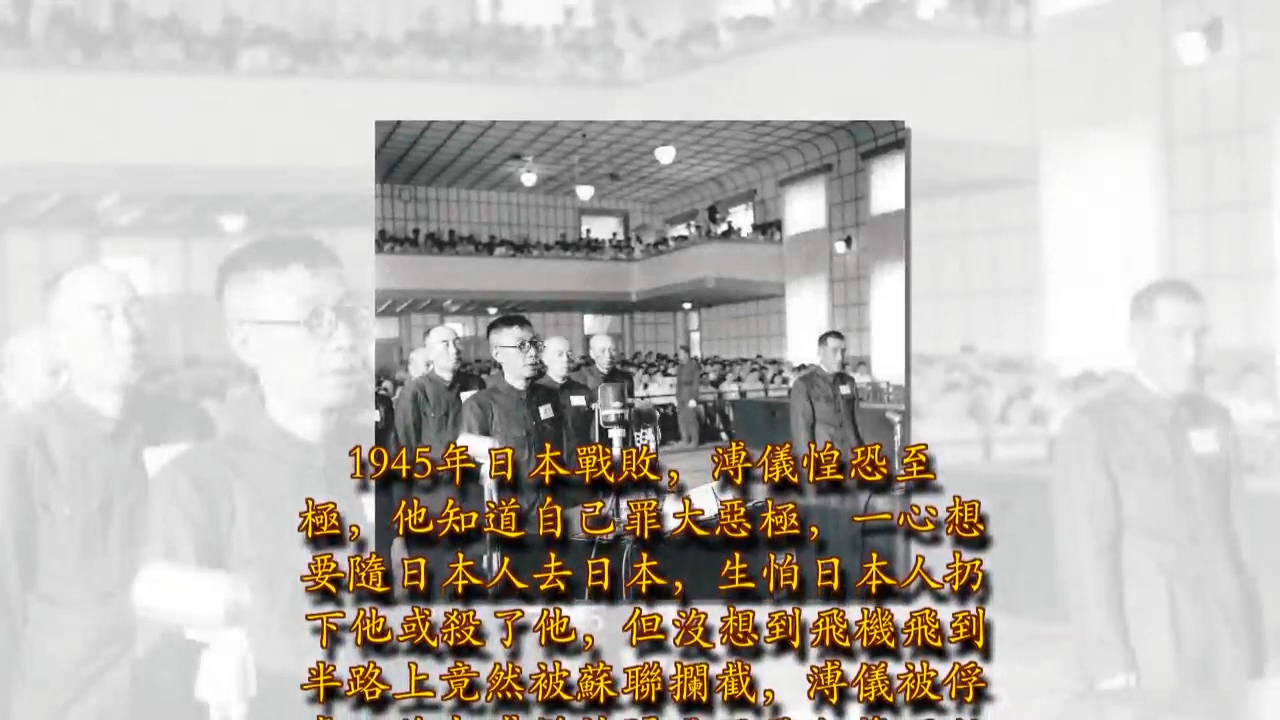 1945年日本戰敗，溥儀惶恐至
極，他知道自己罪大惡極，一心想
要隨日本人去日本，生怕日本人扔
下他或殺了他，但沒想到飛機飛到
半路上竟然被蘇聯攔截，溥儀被俘